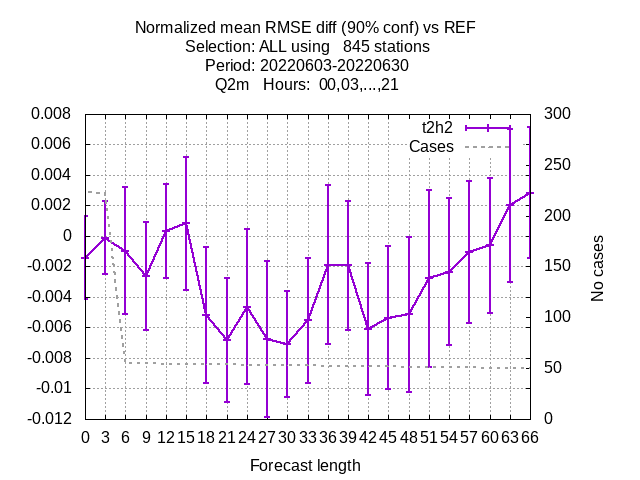 Normalized mean RMSE diff (90% conf) vs REF
Selection: ALL using   845 stations
Period: 20220603-20220630
Q2m   Hours:  00,03,...,21
t2h2
Cases
0.008
0.006
0.004
0.002
0
-0.002
-0.004
-0.006
-0.008
-0.01
-0.012
300
250
200
150
100
50
0
No cases
0 3 6 9 12 15 18 21 24 27 30 33 36 39 42 45 48 51 54 57 60 63 66
Forecast length